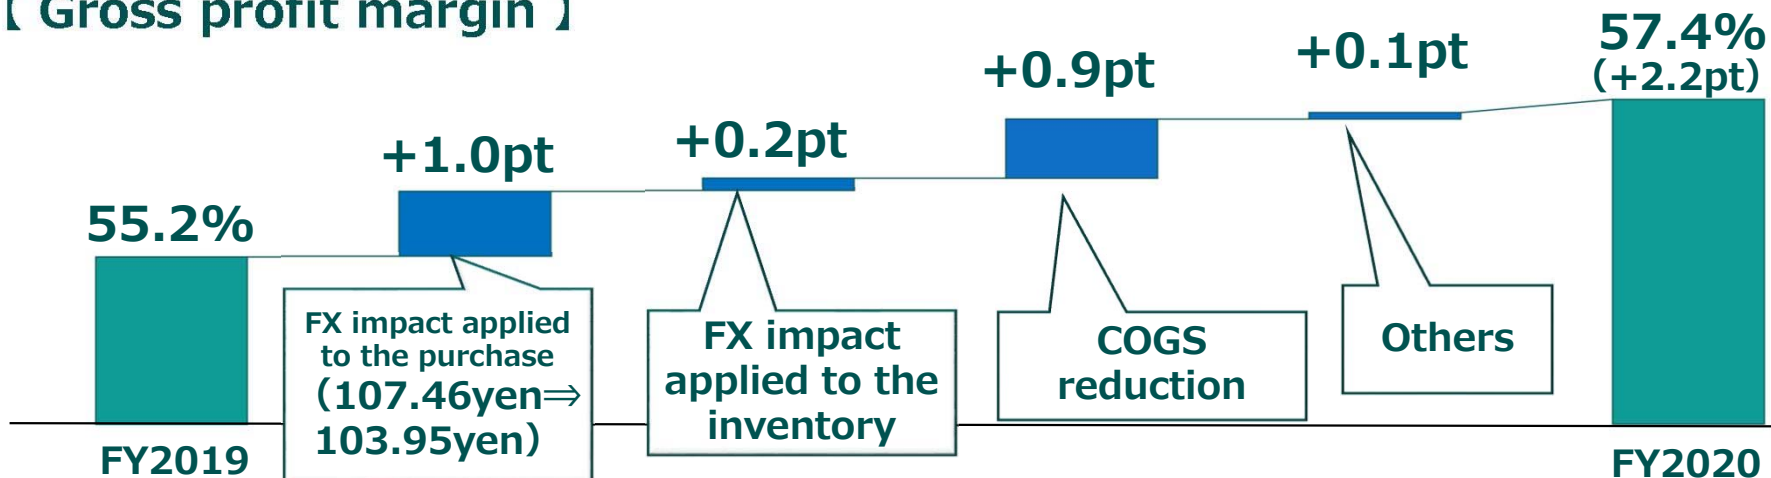 【 Gross profit margin 】
55.2%
+1.0pt
+0.2pt
+0.9pt
+0.1pt
57.4%
(+2.2pt)
FX impact applied
to the purchase
(107.46yen⇒
103.95yen)
FX impact
applied to the
inventory
COGS
reduction
Others
FY2019
FY2020